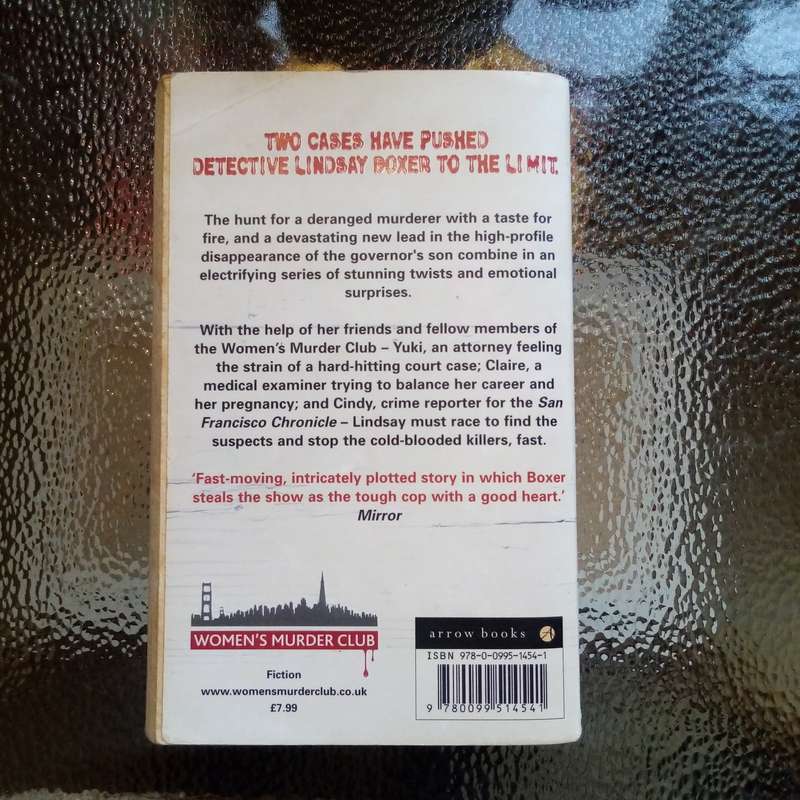 TWO CASES HAVE PUSHED
DETECTIVE LINDSAY BOXER TO THE LIMIT.
The hunt for a deranged murderer with a taste for
fire, and a devastating new lead in the high-profile
disappearance of the governor's son combine in an
electrifying series of stunning twists and emotional
surprises.
With the help of her friends and fellow members of
the Women's Murder Club – Yuki, an attorney feeling
the strain of a hard-hitting court case; Claire, a
medical examiner trying to balance her career and
her pregnancy; and Cindy, crime reporter for the San
Francisco Chronicle – Lindsay must race to find the
suspects and stop the cold-blooded killers, fast.
'Fast-moving, intricately plotted story in which Boxer
steals the show as the tough cop with a good heart.'
Mirror
WOMEN'S MURDER CLUB
Fiction
www.womensmurderclub.co.uk
£7.99
arrow books
ISBN 978-0-0995-1454-1
9 780099 514541